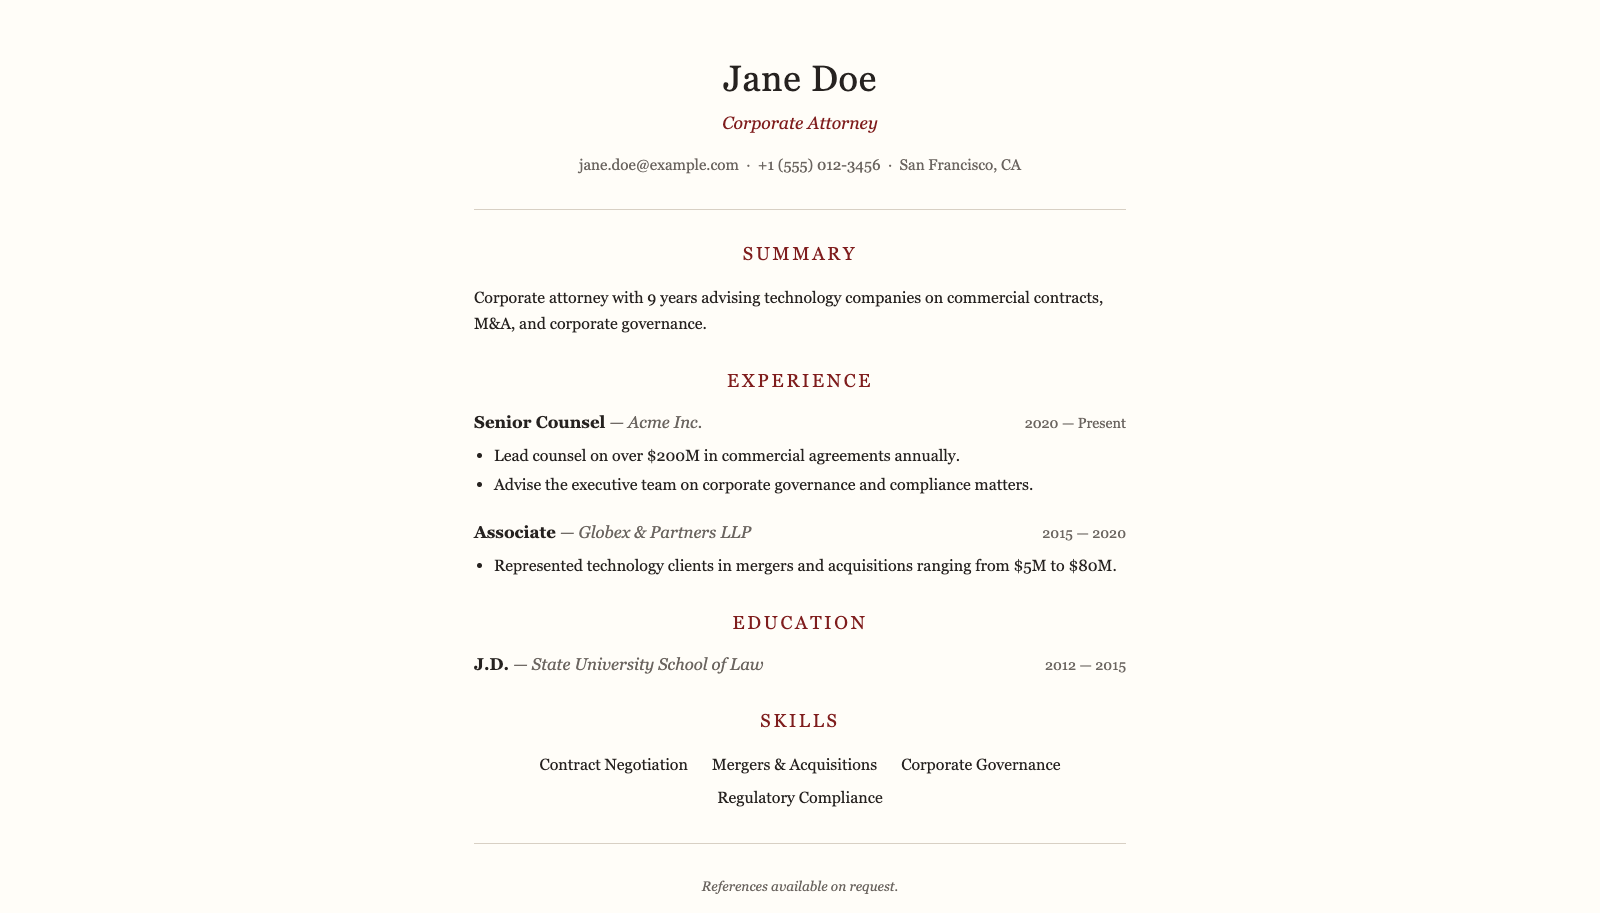 Jane Doe
Corporate Attorney
jane.doe@example.com · +1 (555) 012-3456 · San Francisco, CA
SUMMARY
Corporate attorney with 9 years advising technology companies on commercial contracts,
M&A, and corporate governance.
EXPERIENCE
Senior Counsel — Acme Inc. 2020 — Present
• Lead counsel on over $200M in commercial agreements annually.
• Advise the executive team on corporate governance and compliance matters.
Associate — Globex & Partners LLP 2015 — 2020
• Represented technology clients in mergers and acquisitions ranging from $5M to $80M.
EDUCATION
J.D. — State University School of Law 2012 — 2015
SKILLS
Contract Negotiation Mergers & Acquisitions Corporate Governance
Regulatory Compliance
References available on request.